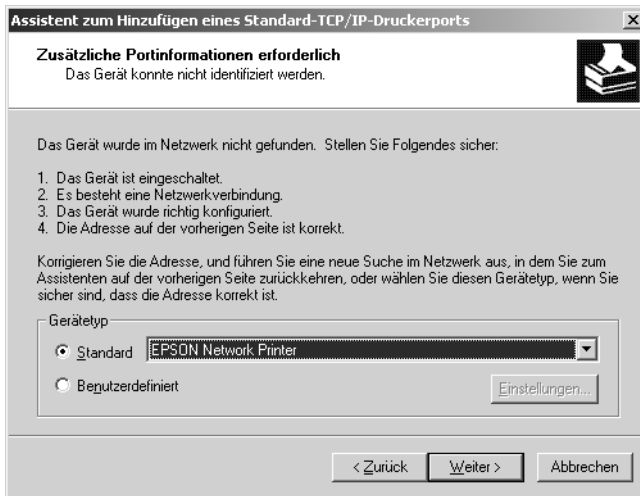 Assistent zum Hinzufügen eines Standard-TCP/IP-Druckerports
Zusätzliche Portinformationen erforderlich
Das Gerät konnte nicht identifiziert werden.
Das Gerät wurde im Netzwerk nicht gefunden. Stellen Sie Folgendes sicher:
1. Das Gerät ist eingeschaltet.
2. Es besteht eine Netzwerkverbindung.
3. Das Gerät wurde richtig konfiguriert.
4. Die Adresse auf der vorherigen Seite ist korrekt.
Korrigieren Sie die Adresse, und führen Sie eine neue Suche im Netzwerk aus, in dem Sie zum
Assistenten auf der vorherigen Seite zurückkehren, oder wählen Sie diesen Gerätetyp, wenn Sie
sicher sind, dass die Adresse korrekt ist.
Gerätetyp
Standard EPSON Network Printer
Benutzerdefiniert Einstellungen...
< Zurück Weiter > Abbrechen